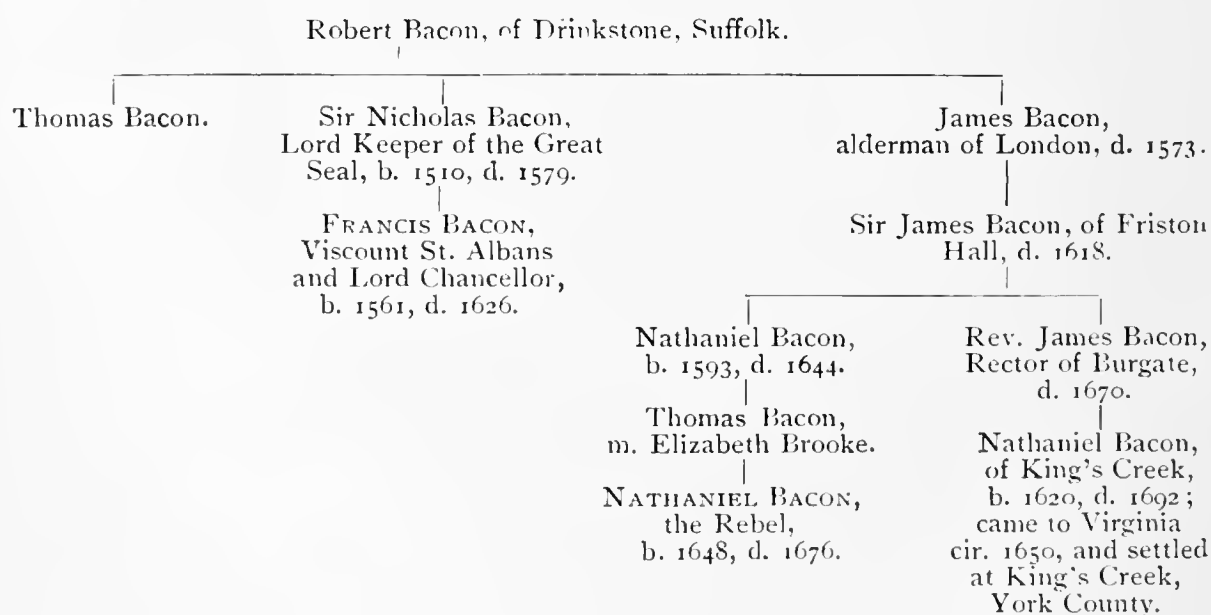 Robert Bacon, of Drinkstone, Suffolk.
Thomas Bacon.
Sir Nicholas Bacon,
Lord Keeper of the Great
Seal, b. 1510, d. 1579.
FRANCIS BACON,
Viscount St. Albans
and Lord Chancellor,
b. 1561, d. 1626.
James Bacon,
alderman of London, d. 1573.
Sir James Bacon, of Friston
Hall, d. 1618.
Nathaniel Bacon,
b. 1593, d. 1644.
Thomas Bacon,
m. Elizabeth Brooke.
NATHANIEL BACON,
the Rebel,
b. 1648, d. 1676.
Rev. James Bacon,
Rector of Burgate,
d. 1670.
Nathaniel Bacon,
of King's Creek,
b. 1620, d. 1692;
came to Virginia
cir. 1650, and settled
at King's Creek,
York County.